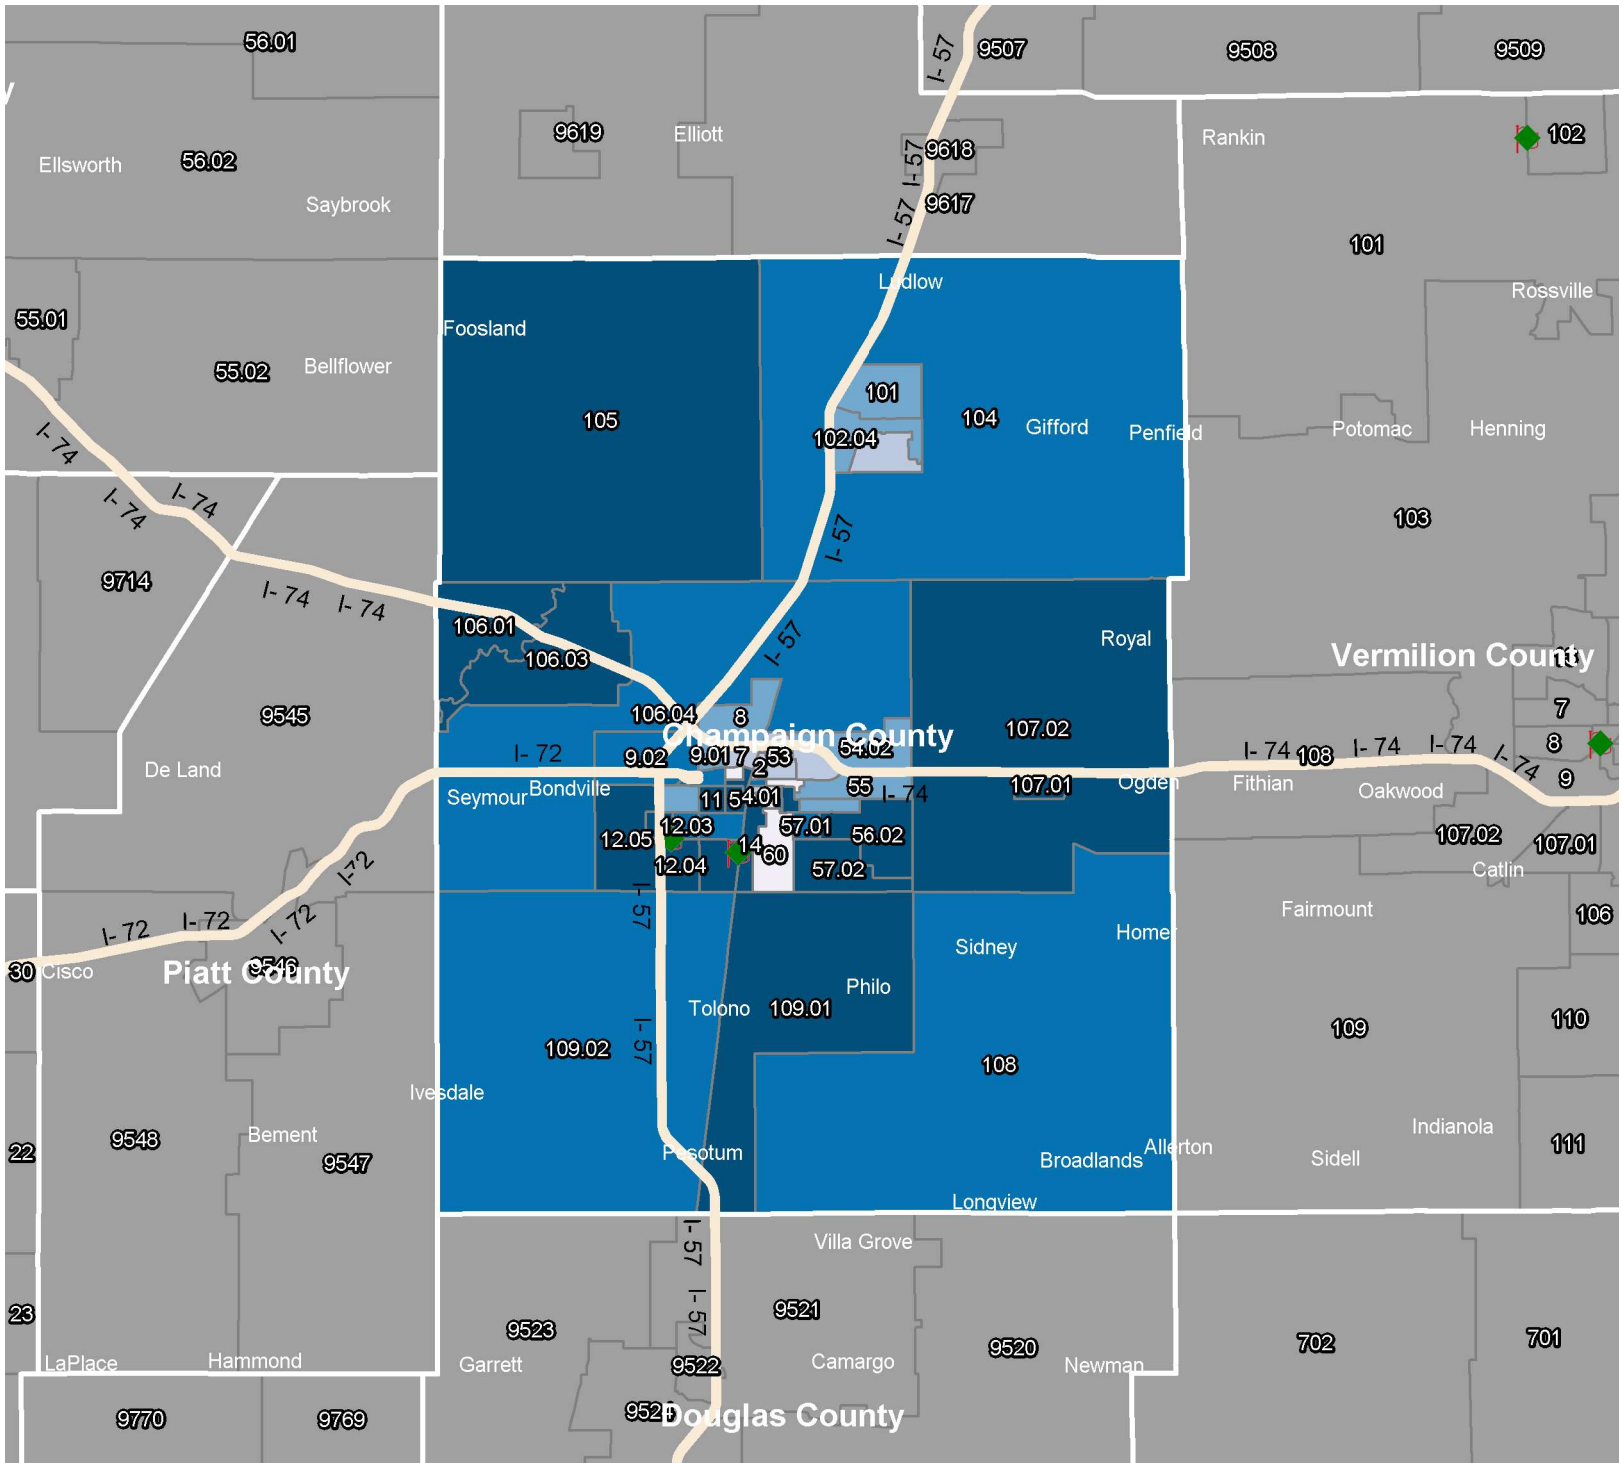 56.01
9507
9508
9509
I- 57
y
9619
Elliott
9618
Rankin
102
Ellsworth
56.02
I- 57
Saybrook
9617
I- 57
101
Ludlow
Rossville
55.01
Foosland
55.02
Bellflower
101
105
104
Gifford
Penfield
Potomac
Henning
102.04
I- 74
I- 74
I- 74
103
I- 57
9714
I- 74
I- 74
106.01
Royal
I- 57
106.03
Vermilion County
9545
106.04
8
7
Champaign County
107.02
I- 72
9.02
9.01
7
53
54.02
I- 74
108
I- 74
I- 74
8
De Land
2
I- 74
Seymour
Bondville
55
I- 74
107.01
Ogden
Fithian
Oakwood
9
11
54.01
12.03
57.01
12.05
14
56.02
107.02
107.01
60
12.04
57.02
Catlin
I-72
I- 57
Fairmount
106
I- 72
I- 72
I- 72
Sidney
Homer
30
Cisco
Piatt County
9546
Philo
Tolono
109.01
110
109.02
I- 57
109
108
Ivesdale
9548
Bement
Indianola
22
9547
Pesotum
Broadlands
Allerton
Sidell
111
Longview
I- 57
Villa Grove
23
9521
I- 57
9523
9520
702
701
LaPlace
Hammond
Garrett
9522
Camargo
Newman
9770
9769
Douglas County